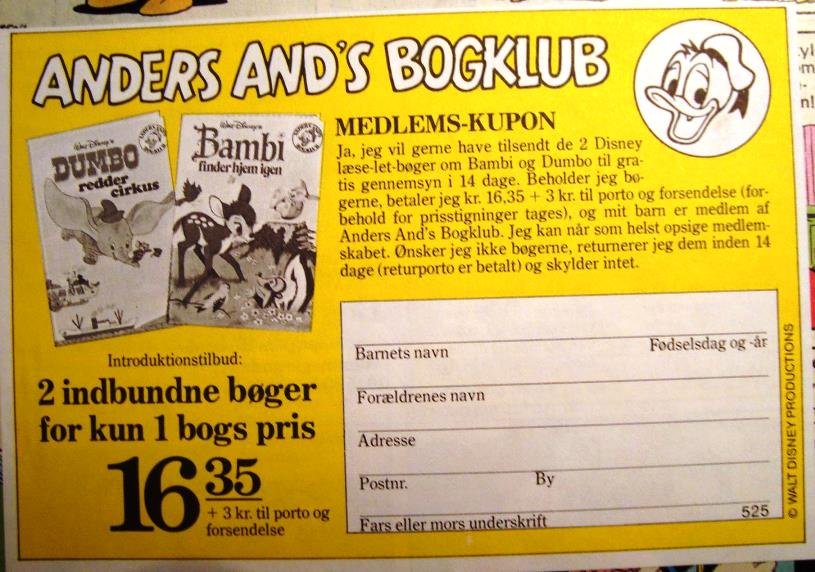 ANDERS AND'S BOGKLUB
Walt Disney's
DUMBO
redder
cirkus
Walt Disney's
Bambi
finder hjem igen
MEDLEMS-KUPON
Ja, jeg vil gerne have tilsendt de 2 Disney
læse-let-bøger om Bambi og Dumbo til gra-
tis gennemsyn i 14 dage. Beholder jeg bø-
gerne, betaler jeg kr. 16,35 + 3 kr. til porto og forsendelse (for-
behold for prisstigninger tages), og mit barn er medlem af
Anders And's Bogklub. Jeg kan når som helst opsige medlem-
skabet. Ønsker jeg ikke bøgerne, returnerer jeg dem inden 14
dage (returporto er betalt) og skylder intet.
Introduktionstilbud:
2 indbundne bøger
for kun 1 bogs pris
16 35
+ 3 kr. til porto og
forsendelse
Barnets navn Fødselsdag og -år
Forældrenes navn
Adresse
Postnr. By
Fars eller mors underskrift 525
© WALT DISNEY PRODUCTIONS